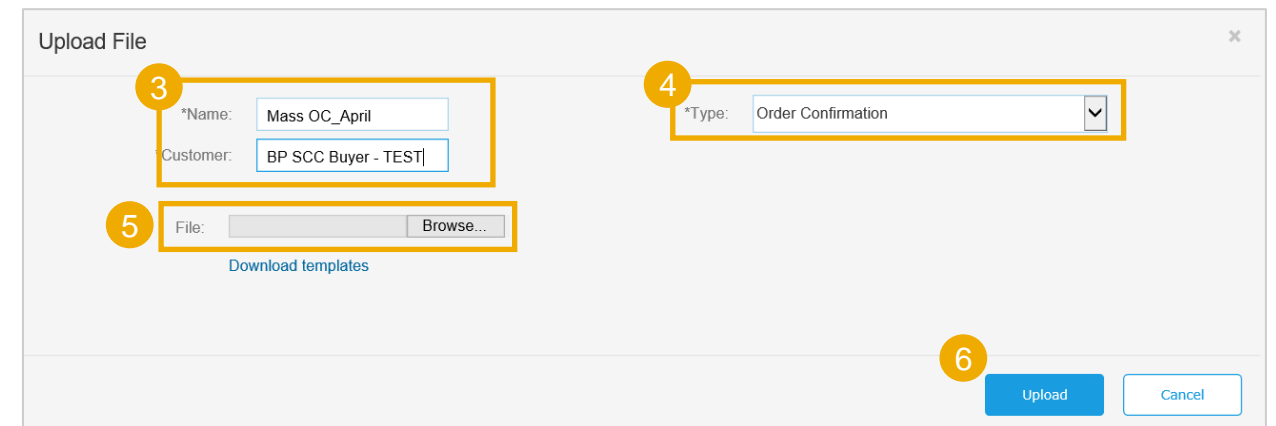 Upload File ×
3
*Name: Mass OC_April
*Customer: BP SCC Buyer - TEST
4
*Type: Order Confirmation
5
File: Browse...
Download templates
6
Upload Cancel